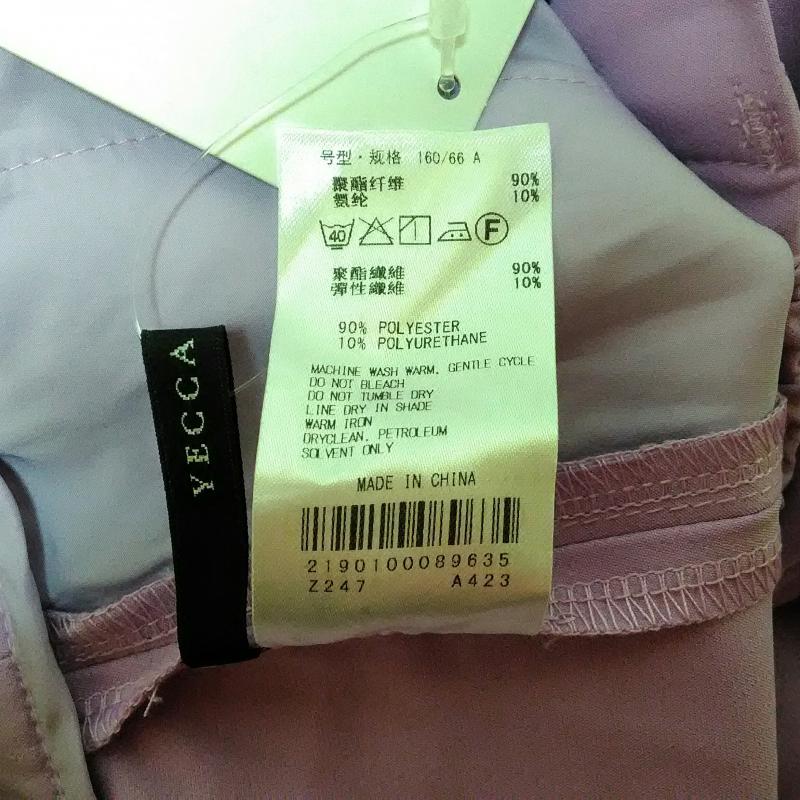 号型·规格 160/66 A
聚酯纤维 90%
氨纶 10%
40
F
聚酯纖維 90%
彈性纖維 10%
90% POLYESTER
10% POLYURETHANE
MACHINE WASH WARM. GENTLE CYCLE
DO NOT BLEACH
DO NOT TUMBLE DRY
LINE DRY IN SHADE
WARM IRON
DRYCLEAN. PETROLEUM
SOLVENT ONLY
MADE IN CHINA
2190100089635
Z247 A423
YECCA